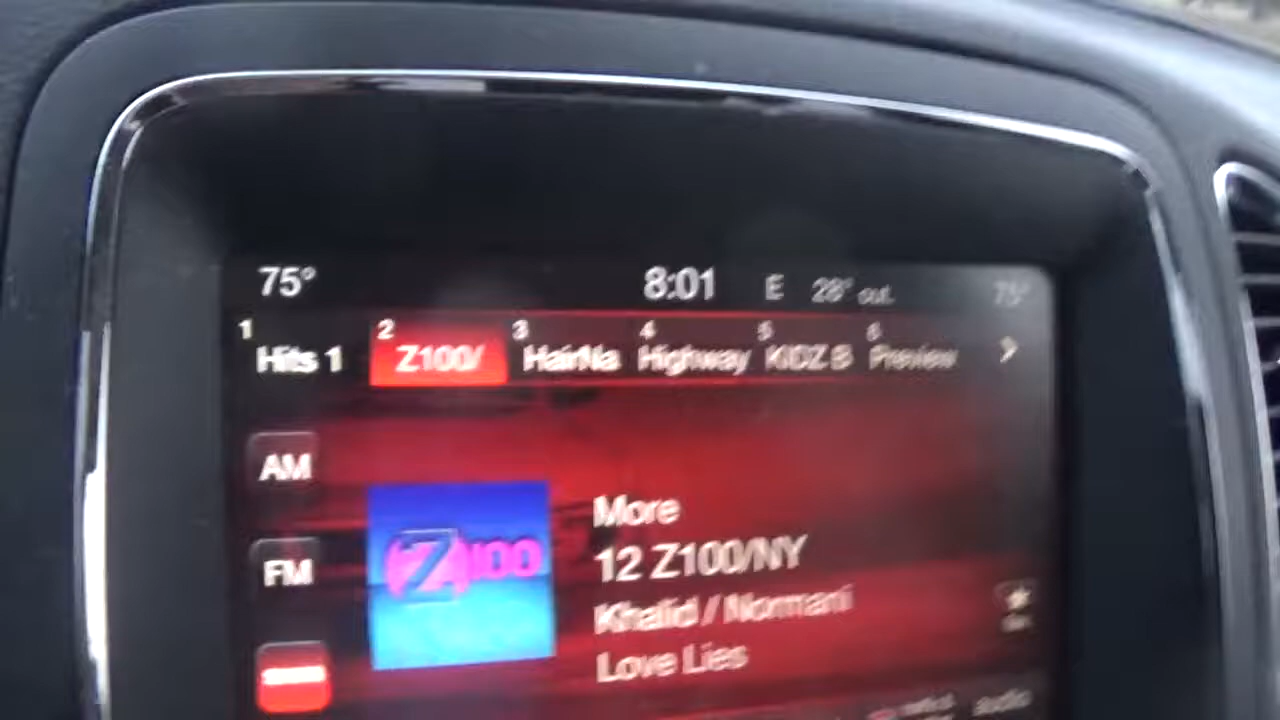 75° 8:01 E 28° out. 75°
1 2 3 4 5 6
Hits 1 Z100/ HairNa Highway KIDZ B Preview
AM
FM
Z100
More
12 Z100/NY
Khalid / Normani
Love Lies
audio